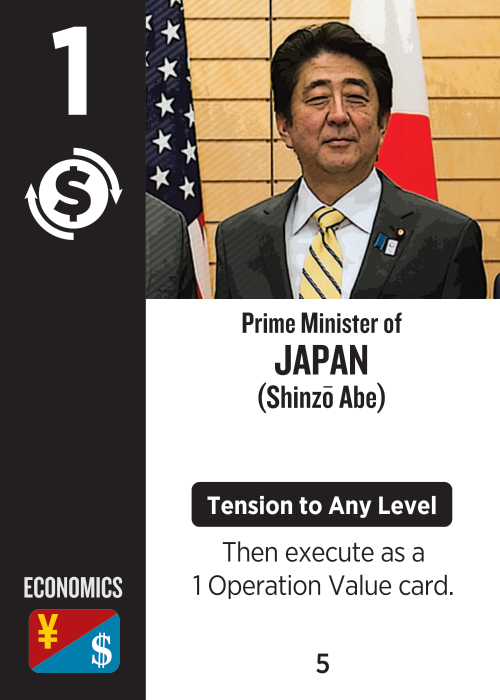 1
$
Prime Minister of
JAPAN
(Shinzō Abe)
Tension to Any Level
Then execute as a
1 Operation Value card.
ECONOMICS
¥
$
5